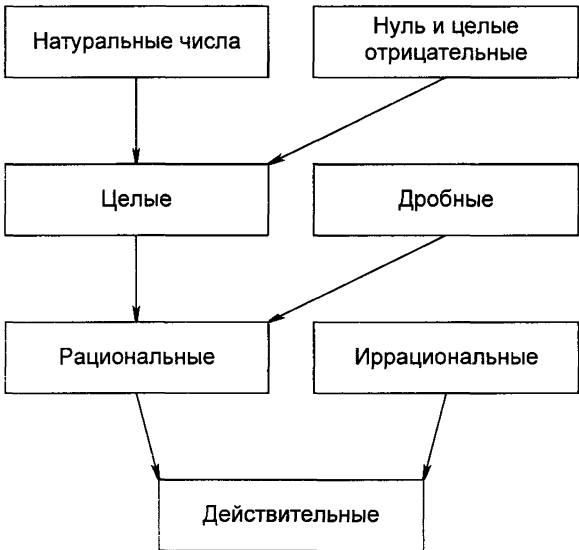 Натуральные числа
Нуль и целые
отрицательные
Целые
Дробные
Рациональные
Иррациональные
Действительные